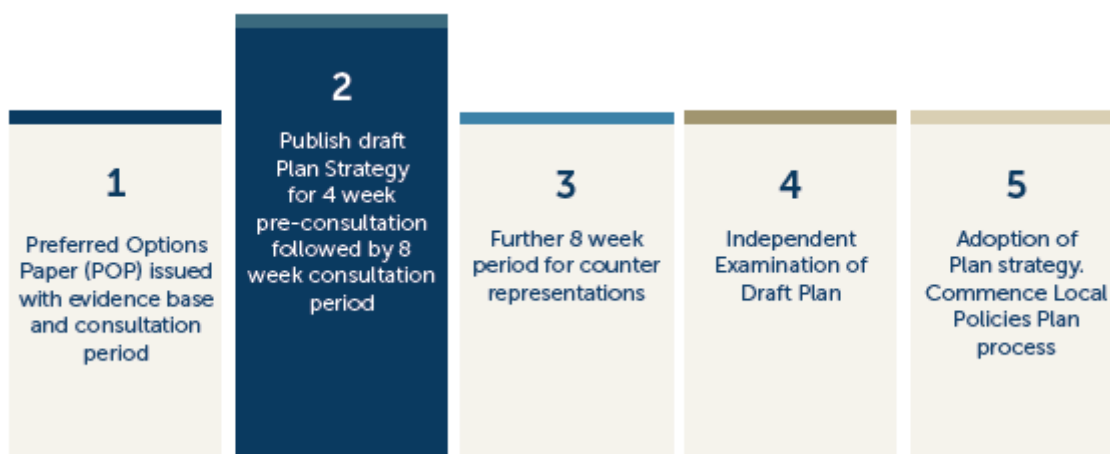 1
Preferred Options
Paper (POP) issued
with evidence base
and consultation
period
2
Publish draft
Plan Strategy
for 4 week
pre-consultation
followed by 8
week consultation
period
3
Further 8 week
period for counter
representations
4
Independent
Examination of
Draft Plan
5
Adoption of
Plan strategy.
Commence Local
Policies Plan
process